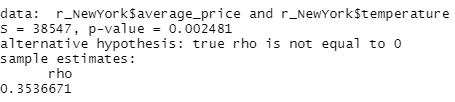 data:  r_NewYork$average_price and r_NewYork$temperature
S = 38547, p-value = 0.002481
alternative hypothesis: true rho is not equal to 0
sample estimates:
      rho
0.3536671